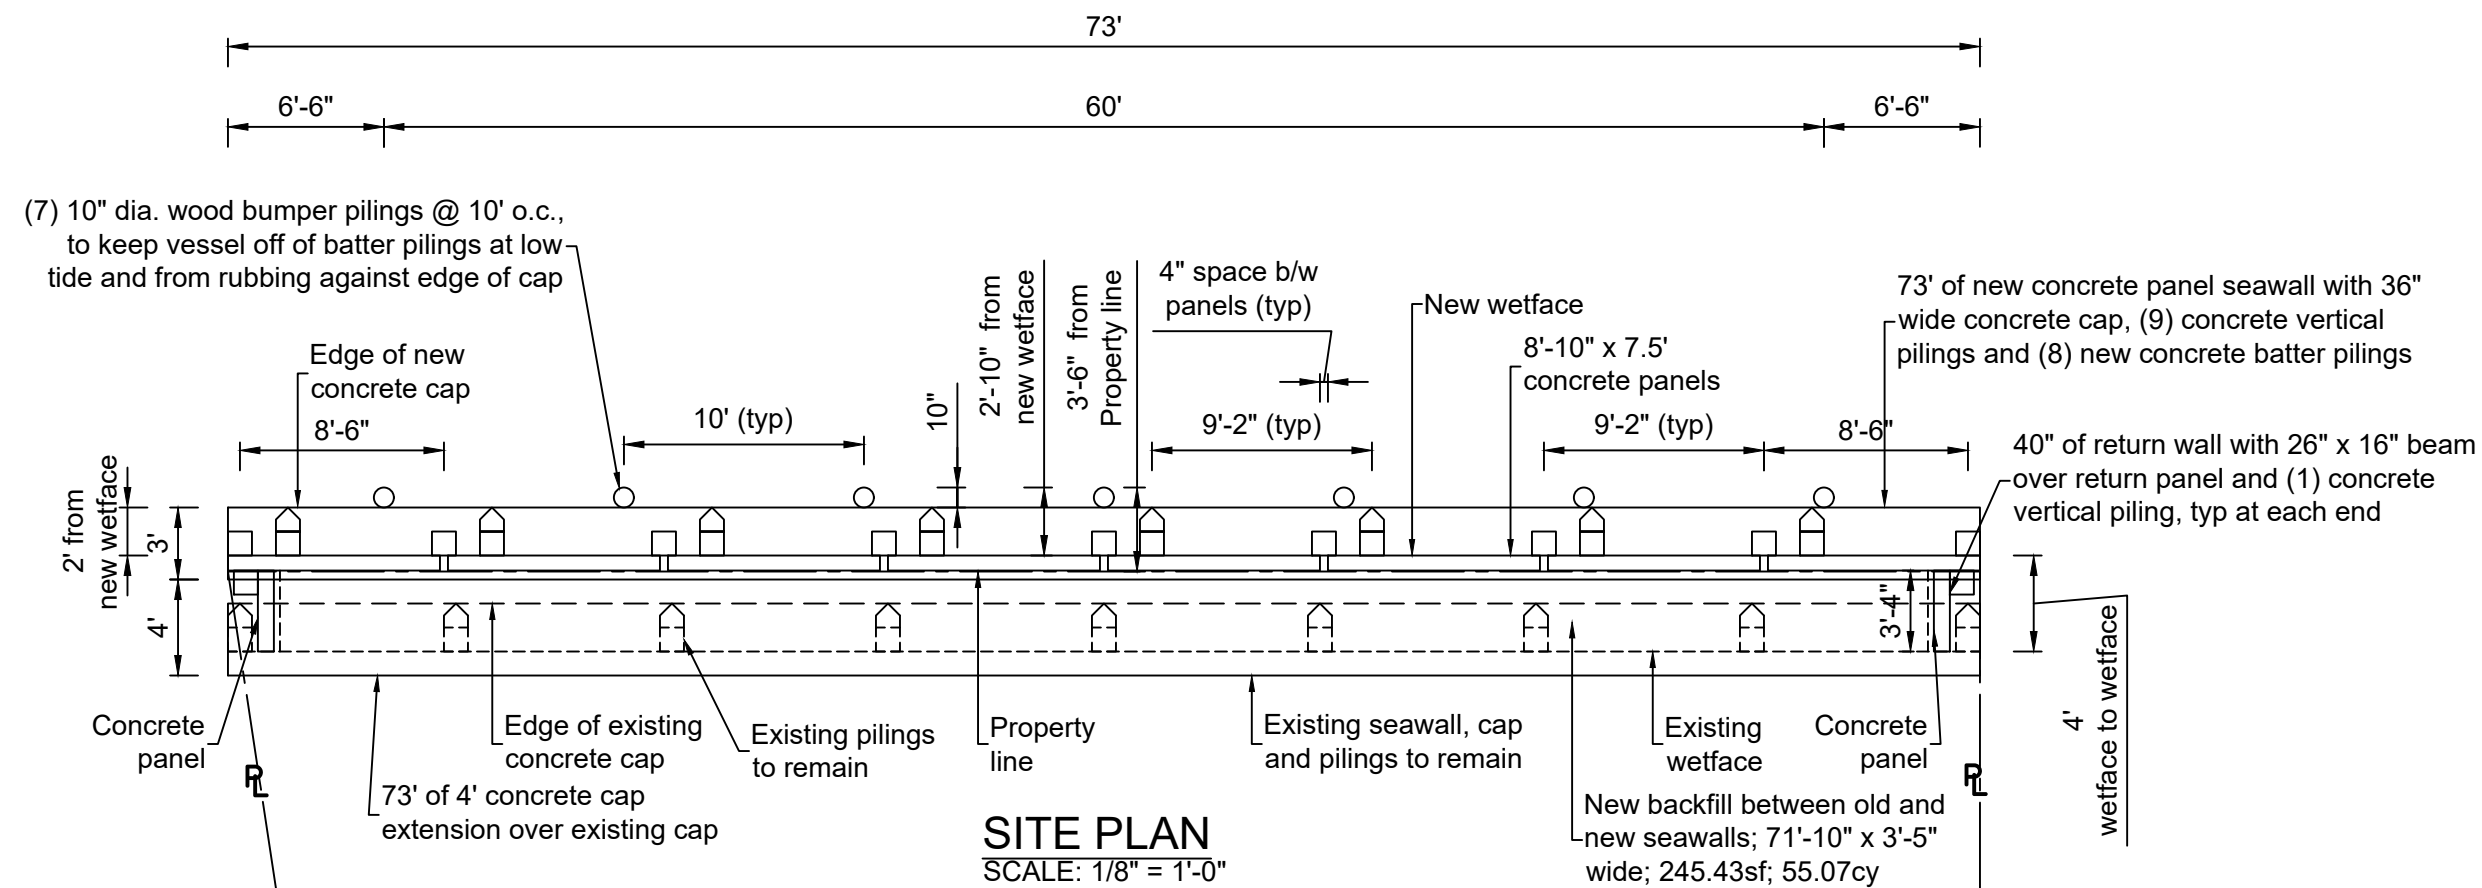 73'
6'-6"
60'
6'-6"
(7) 10" dia. wood bumper pilings @ 10' o.c.,
to keep vessel off of batter pilings at low
tide and from rubbing against edge of cap
Edge of new
concrete cap
8'-6"
10' (typ)
10"
2'-10" from
new wetface
3'-6" from
Property line
4" space b/w
panels (typ)
9'-2" (typ)
New wetface
8'-10" x 7.5'
concrete panels
9'-2" (typ)
8'-6"
73' of new concrete panel seawall with 36"
wide concrete cap, (9) concrete vertical
pilings and (8) new concrete batter pilings
40" of return wall with 26" x 16" beam
over return panel and (1) concrete
vertical piling, typ at each end
2' from
new wetface
3'
4'
3'-4"
4'
wetface to wetface
Concrete
panel
PL
Edge of existing
concrete cap
73' of 4' concrete cap
extension over existing cap
Existing pilings
to remain
Property
line
Existing seawall, cap
and pilings to remain
Existing
wetface
Concrete
panel
PL
New backfill between old and
new seawalls; 71'-10" x 3'-5"
wide; 245.43sf; 55.07cy
SITE PLAN
SCALE: 1/8" = 1'-0"